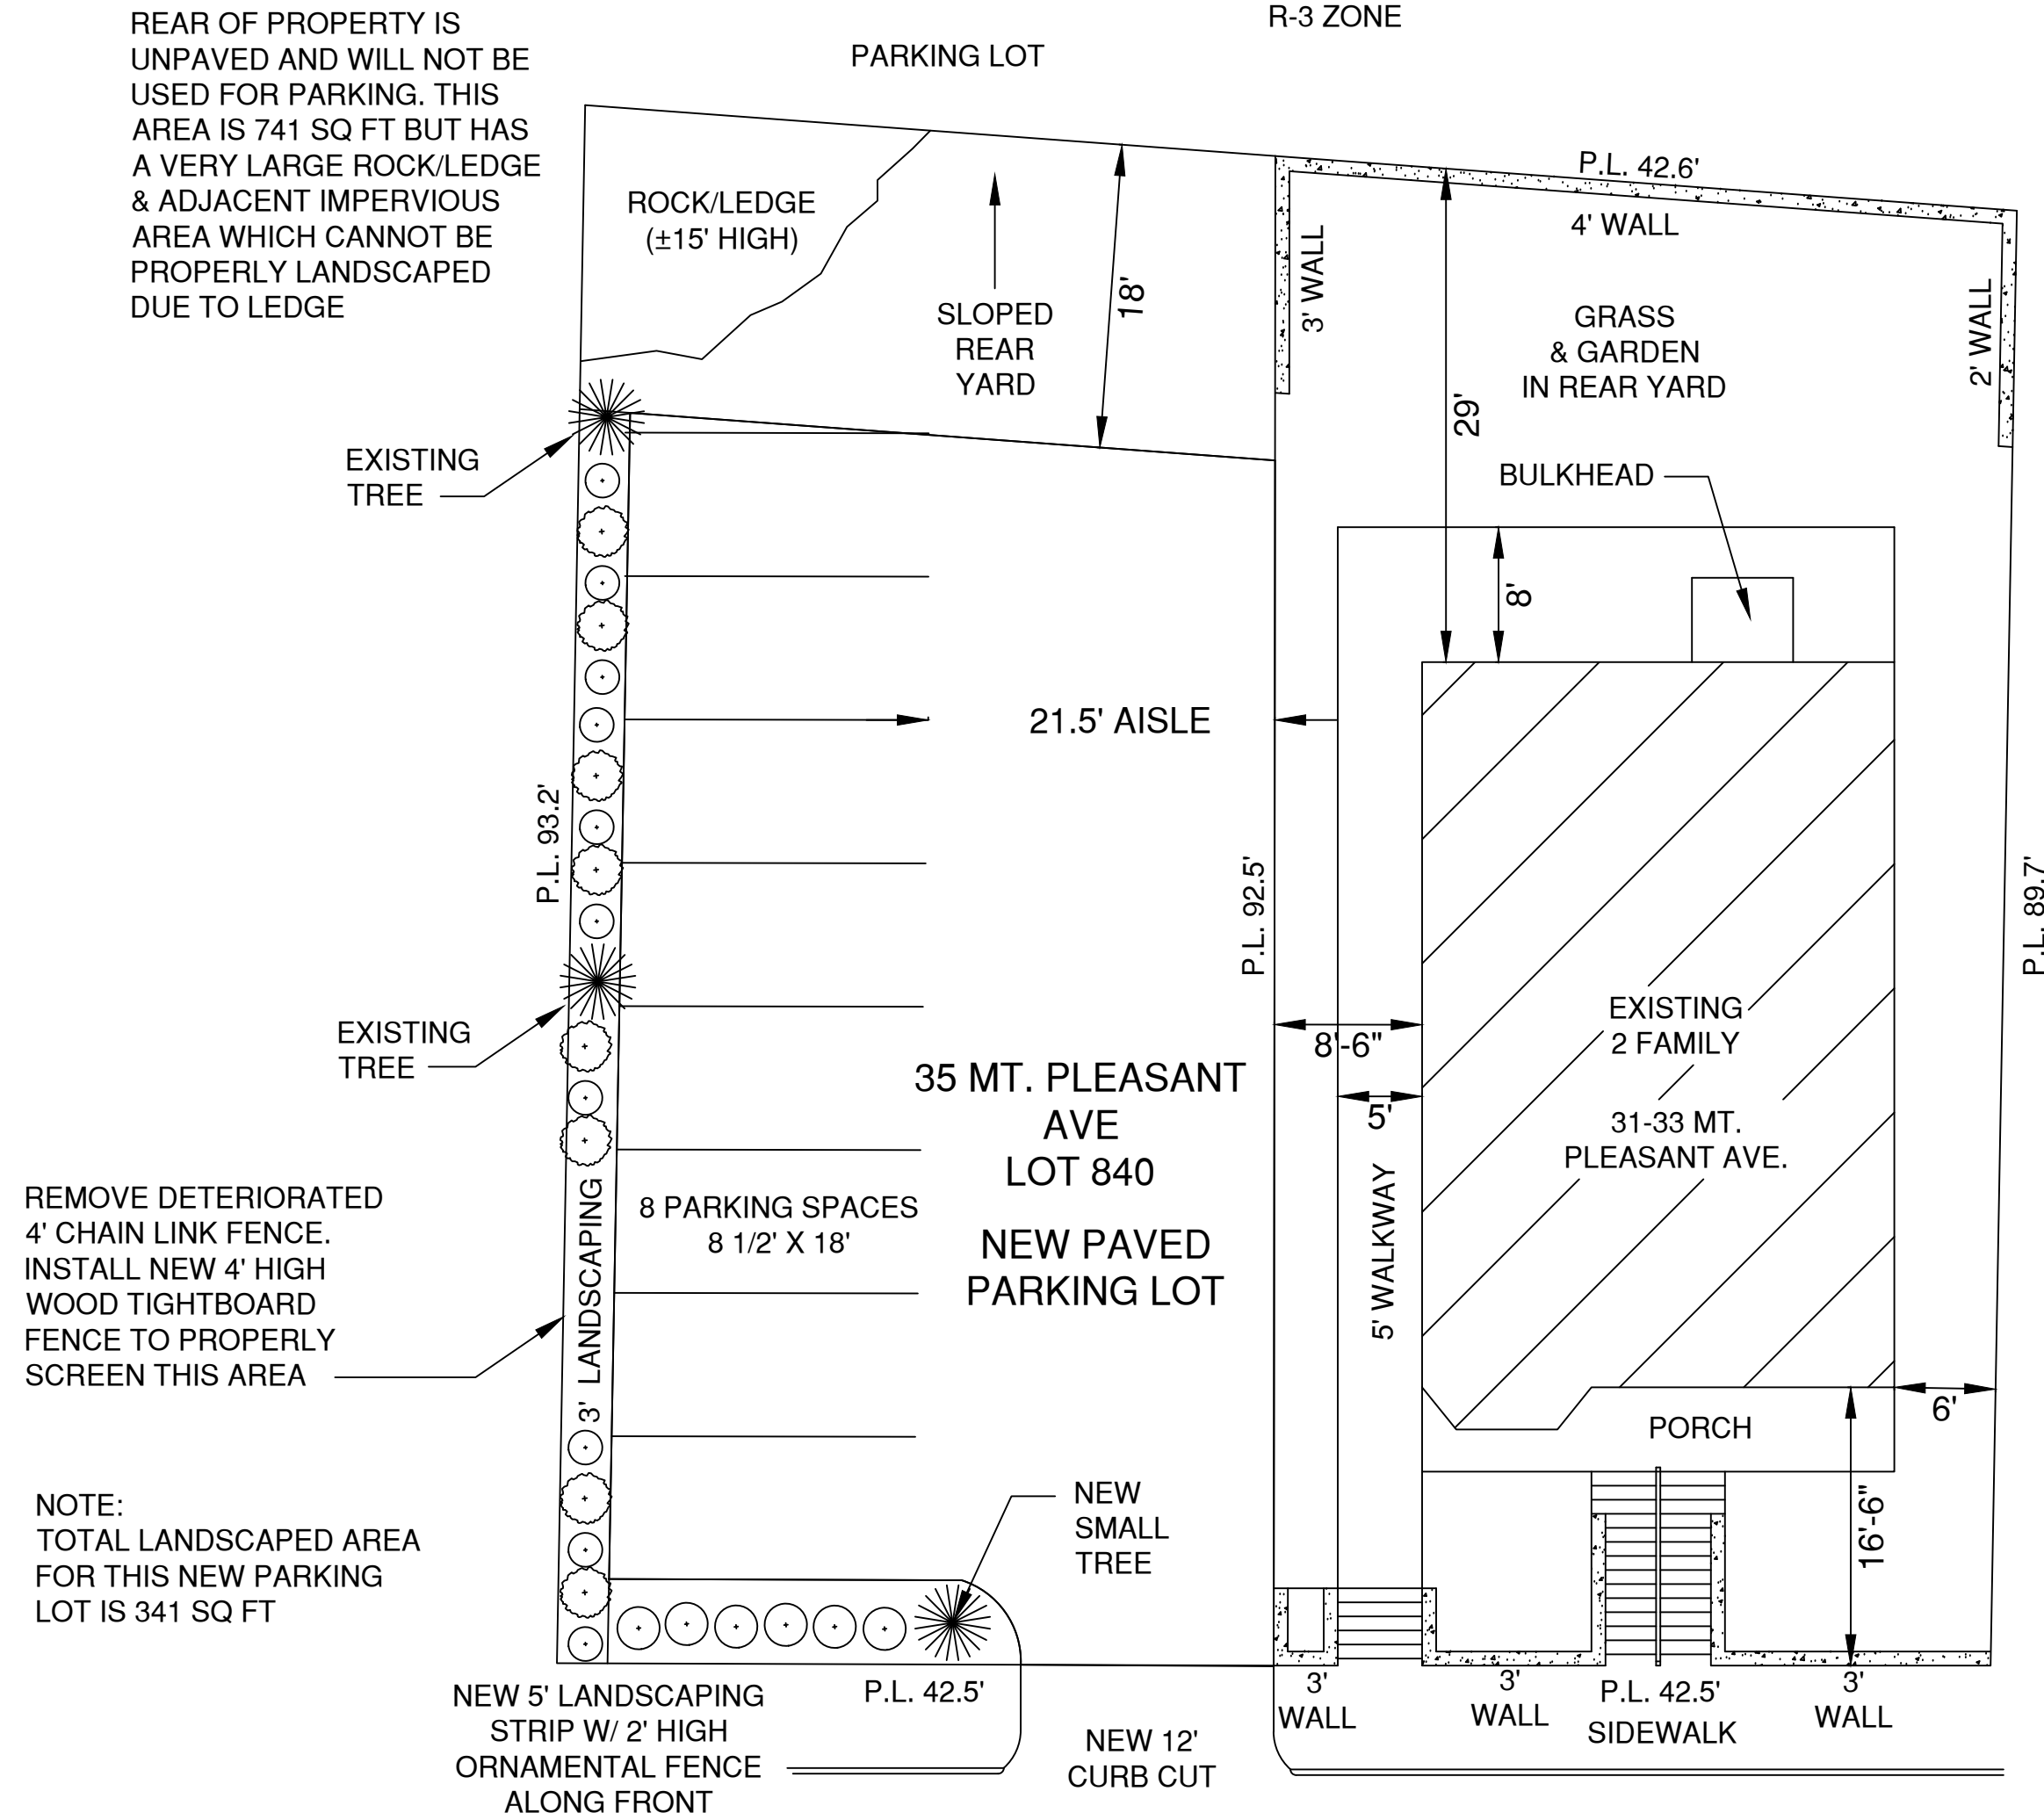 R-3 ZONE
PARKING LOT
REAR OF PROPERTY IS
UNPAVED AND WILL NOT BE
USED FOR PARKING. THIS
AREA IS 741 SQ FT BUT HAS
A VERY LARGE ROCK/LEDGE
& ADJACENT IMPERVIOUS
AREA WHICH CANNOT BE
PROPERLY LANDSCAPED
DUE TO LEDGE
ROCK/LEDGE
(±15' HIGH)
SLOPED
REAR
YARD
18'
3' WALL
P.L. 42.6'
4' WALL
2' WALL
GRASS
& GARDEN
IN REAR YARD
29'
BULKHEAD
8'
EXISTING
TREE
21.5' AISLE
P.L. 93.2'
P.L. 92.5'
P.L. 89.7'
EXISTING
TREE
8'-6"
5'
5' WALKWAY
EXISTING
2 FAMILY
31-33 MT.
PLEASANT AVE.
35 MT. PLEASANT
AVE
LOT 840
NEW PAVED
PARKING LOT
8 PARKING SPACES
8 1/2' X 18'
3' LANDSCAPING
REMOVE DETERIORATED
4' CHAIN LINK FENCE.
INSTALL NEW 4' HIGH
WOOD TIGHTBOARD
FENCE TO PROPERLY
SCREEN THIS AREA
PORCH
6'
16'-6"
NOTE:
TOTAL LANDSCAPED AREA
FOR THIS NEW PARKING
LOT IS 341 SQ FT
NEW
SMALL
TREE
NEW 5' LANDSCAPING
STRIP W/ 2' HIGH
ORNAMENTAL FENCE
ALONG FRONT
P.L. 42.5'
NEW 12'
CURB CUT
3'
WALL
3'
WALL
P.L. 42.5'
SIDEWALK
3'
WALL